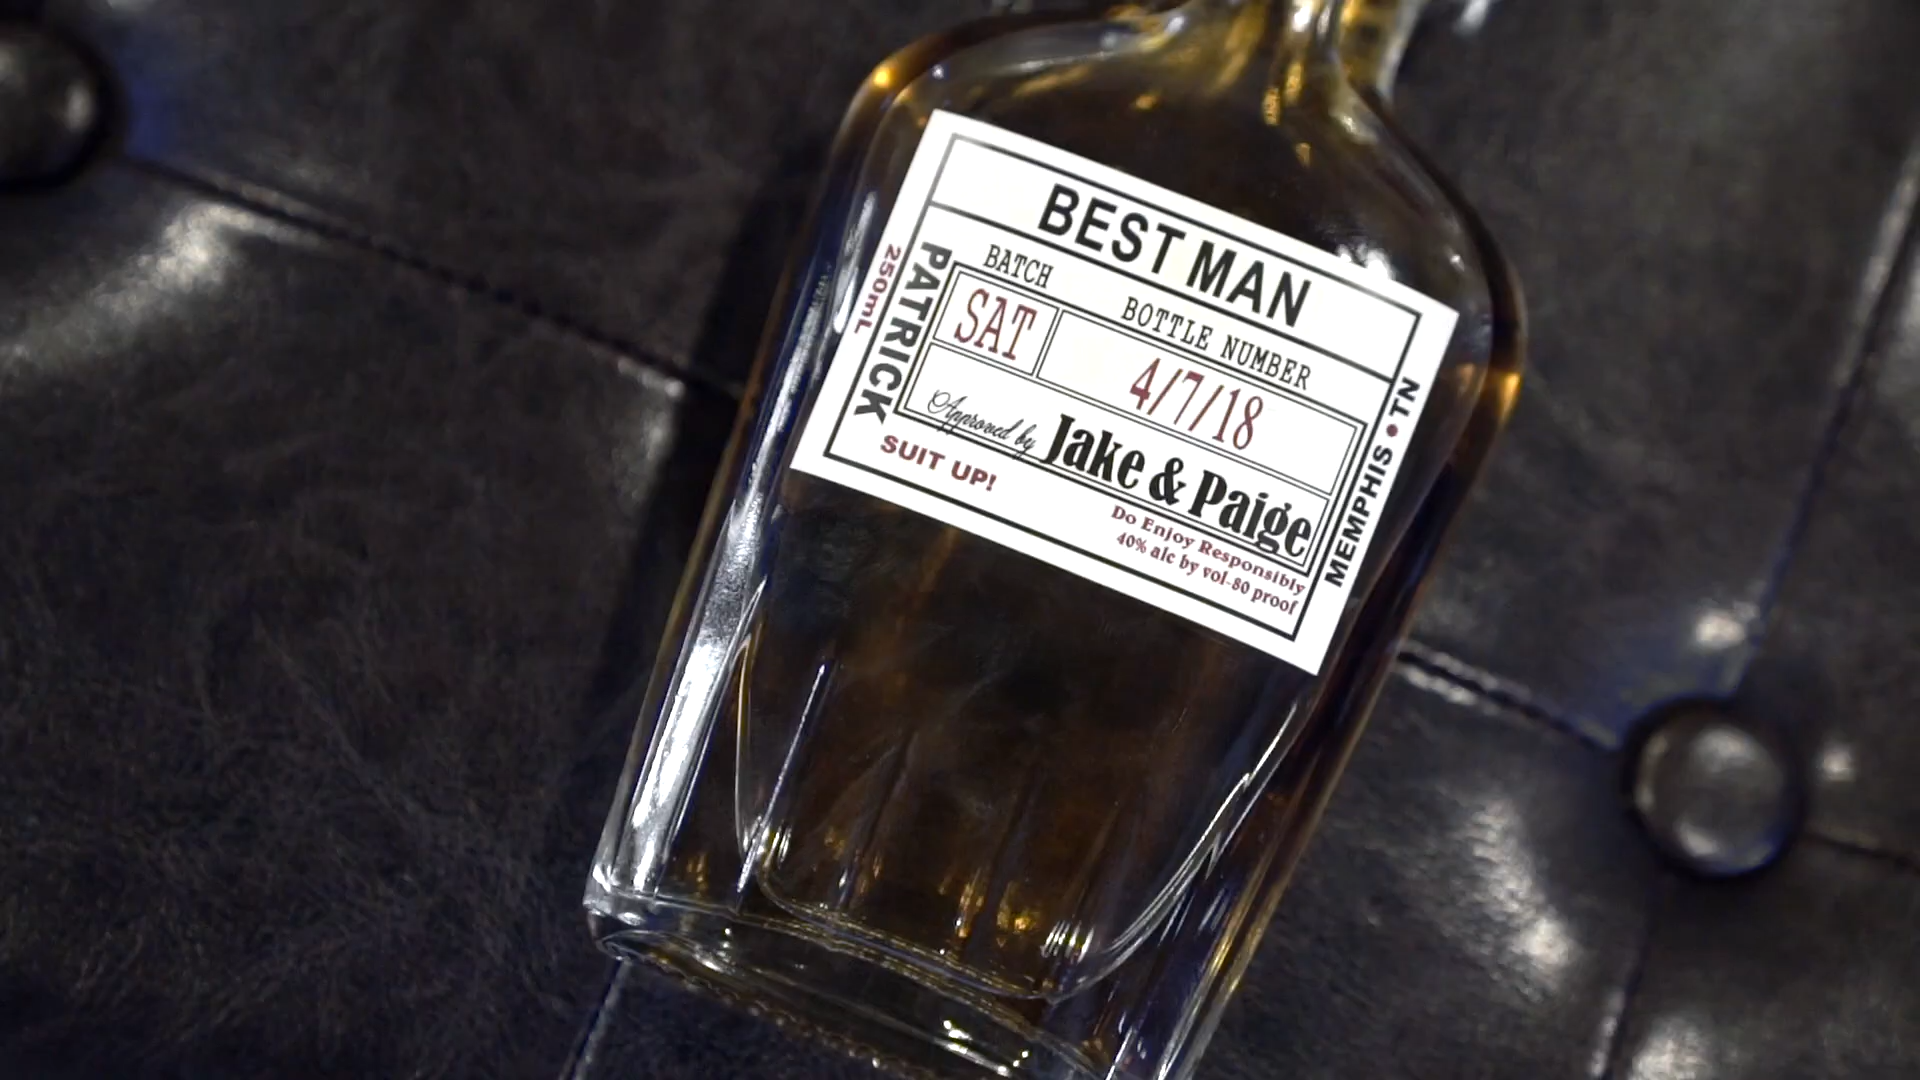 BEST MAN
BATCH
BOTTLE NUMBER
SAT
4/7/18
Approved by Jake & Paige
PATRICK
250mL
MEMPHIS • TN
SUIT UP!
Do Enjoy Responsibly
40% alc by vol-80 proof